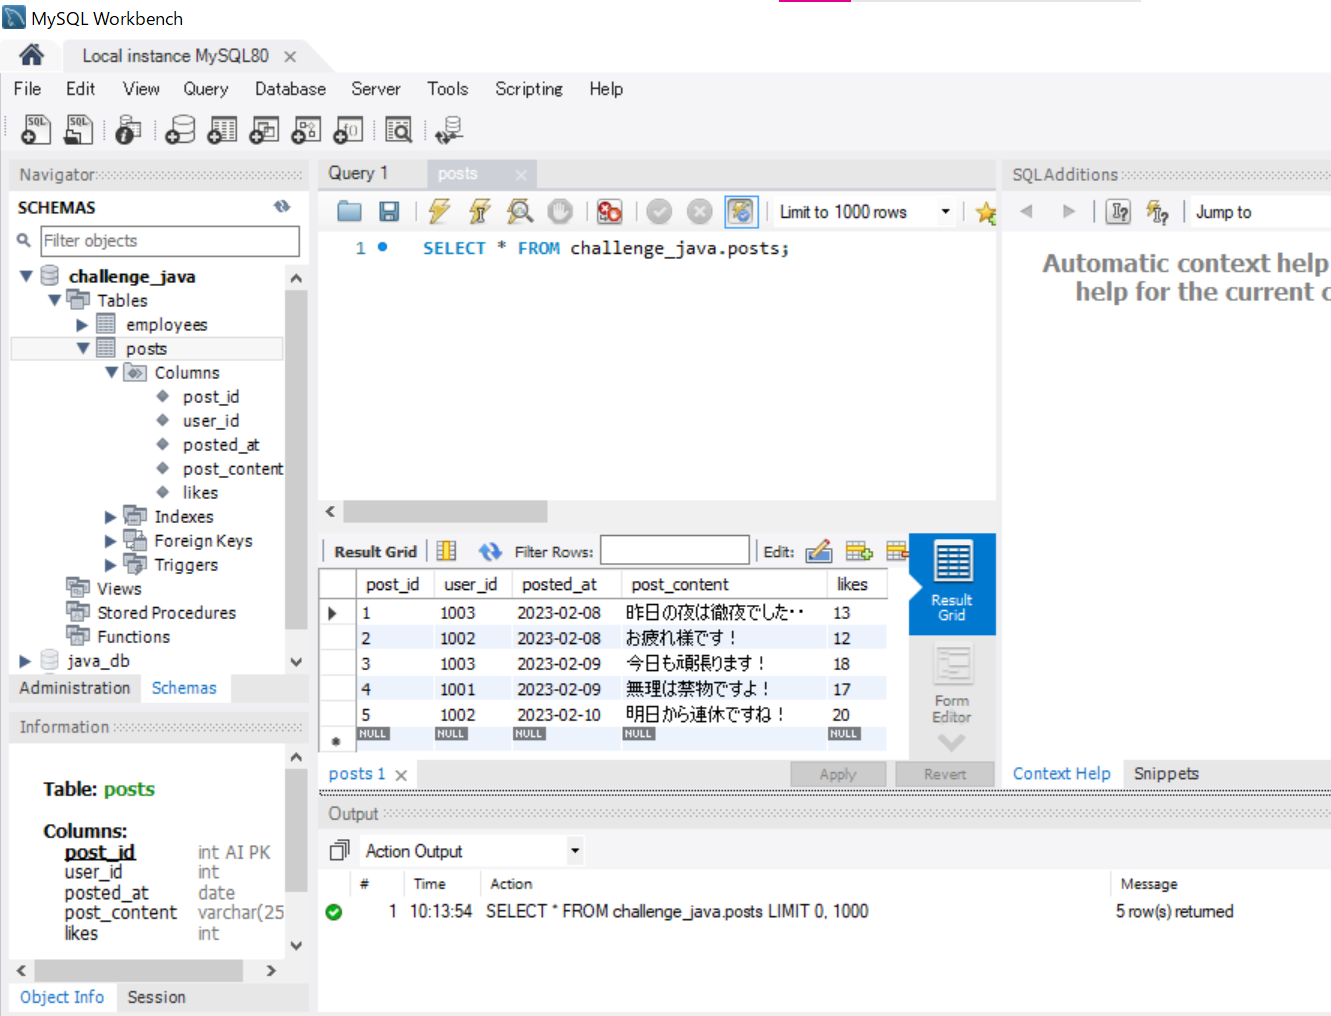 MySQL Workbench
Local instance MySQL80
File Edit View Query Database Server Tools Scripting Help
Navigator
SCHEMAS
Filter objects
challenge_java
Tables
employees
posts
Columns
post_id
user_id
posted_at
post_content
likes
Indexes
Foreign Keys
Triggers
Views
Stored Procedures
Functions
java_db
Administration Schemas
Information
Table: posts
Columns:
post_id int AI PK
user_id int
posted_at date
post_content varchar(25
likes int
Object Info Session
Query 1 posts
Limit to 1000 rows
1 SELECT * FROM challenge_java.posts;
Result Grid Filter Rows: Edit:
post_id user_id posted_at post_content likes
1 1003 2023-02-08 昨日の夜は徹夜でした・・ 13
2 1002 2023-02-08 お疲れ様です！ 12
3 1003 2023-02-09 今日も頑張ります！ 18
4 1001 2023-02-09 無理は禁物ですよ！ 17
5 1002 2023-02-10 明日から連休ですね！ 20
NULL NULL NULL NULL NULL
Result
Grid
Form
Editor
posts 1 Apply Revert
SQLAdditions
Jump to
Automatic context help
help for the current c
Context Help Snippets
Output
Action Output
# Time Action Message
1 10:13:54 SELECT * FROM challenge_java.posts LIMIT 0, 1000 5 row(s) returned